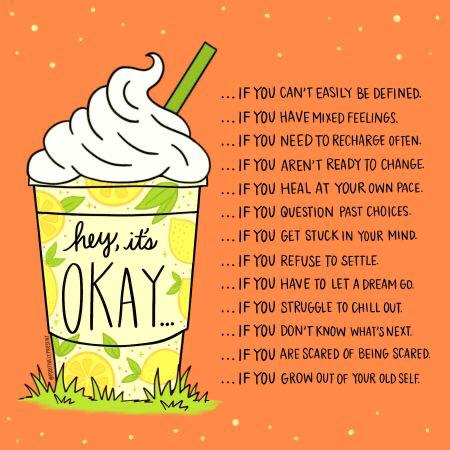 hey, it's
OKAY...
... IF YOU CAN'T EASILY BE DEFINED.
... IF YOU HAVE MIXED FEELINGS.
... IF YOU NEED TO RECHARGE OFTEN.
... IF YOU AREN'T READY TO CHANGE.
... IF YOU HEAL AT YOUR OWN PACE.
... IF YOU QUESTION PAST CHOICES.
... IF YOU GET STUCK IN YOUR MIND.
... IF YOU REFUSE TO SETTLE.
... IF YOU HAVE TO LET A DREAM GO.
... IF YOU STRUGGLE TO CHILL OUT.
... IF YOU DON'T KNOW WHAT'S NEXT.
... IF YOU ARE SCARED OF BEING SCARED.
... IF YOU GROW OUT OF YOUR OLD SELF.
@POSITIVELYPRESENT